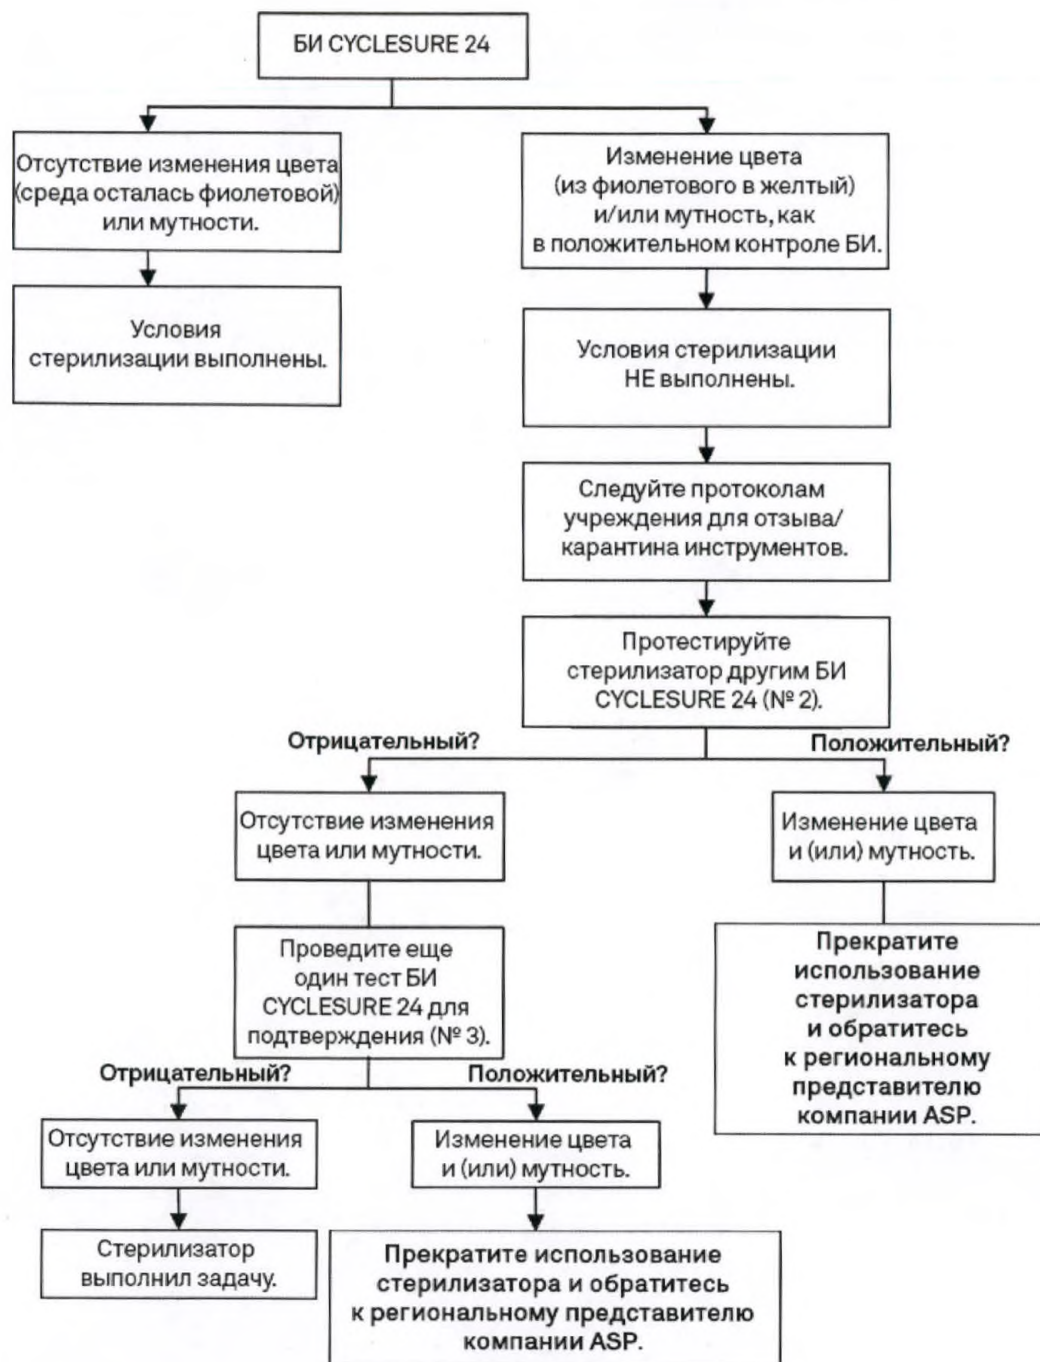 БИ CYCLESURE 24
Отсутствие изменения цвета
(среда осталась фиолетовой)
или мутности.
Изменение цвета
(из фиолетового в желтый)
и/или мутность, как
в положительном контроле БИ.
Условия
стерилизации выполнены.
Условия стерилизации
НЕ выполнены.
Следуйте протоколам
учреждения для отзыва/
карантина инструментов.
Протестируйте
стерилизатор другим БИ
CYCLESURE 24 (№ 2).
Отрицательный?
Положительный?
Отсутствие изменения
цвета или мутности.
Изменение цвета
и (или) мутность.
Проведите еще
один тест БИ
CYCLESURE 24 для
подтверждения (№ 3).
Прекратите
использование
стерилизатора
и обратитесь
к региональному
представителю
компании ASP.
Отрицательный?
Положительный?
Отсутствие изменения
цвета или мутности.
Изменение цвета
и (или) мутность.
Стерилизатор
выполнил задачу.
Прекратите использование
стерилизатора и обратитесь
к региональному представителю
компании ASP.